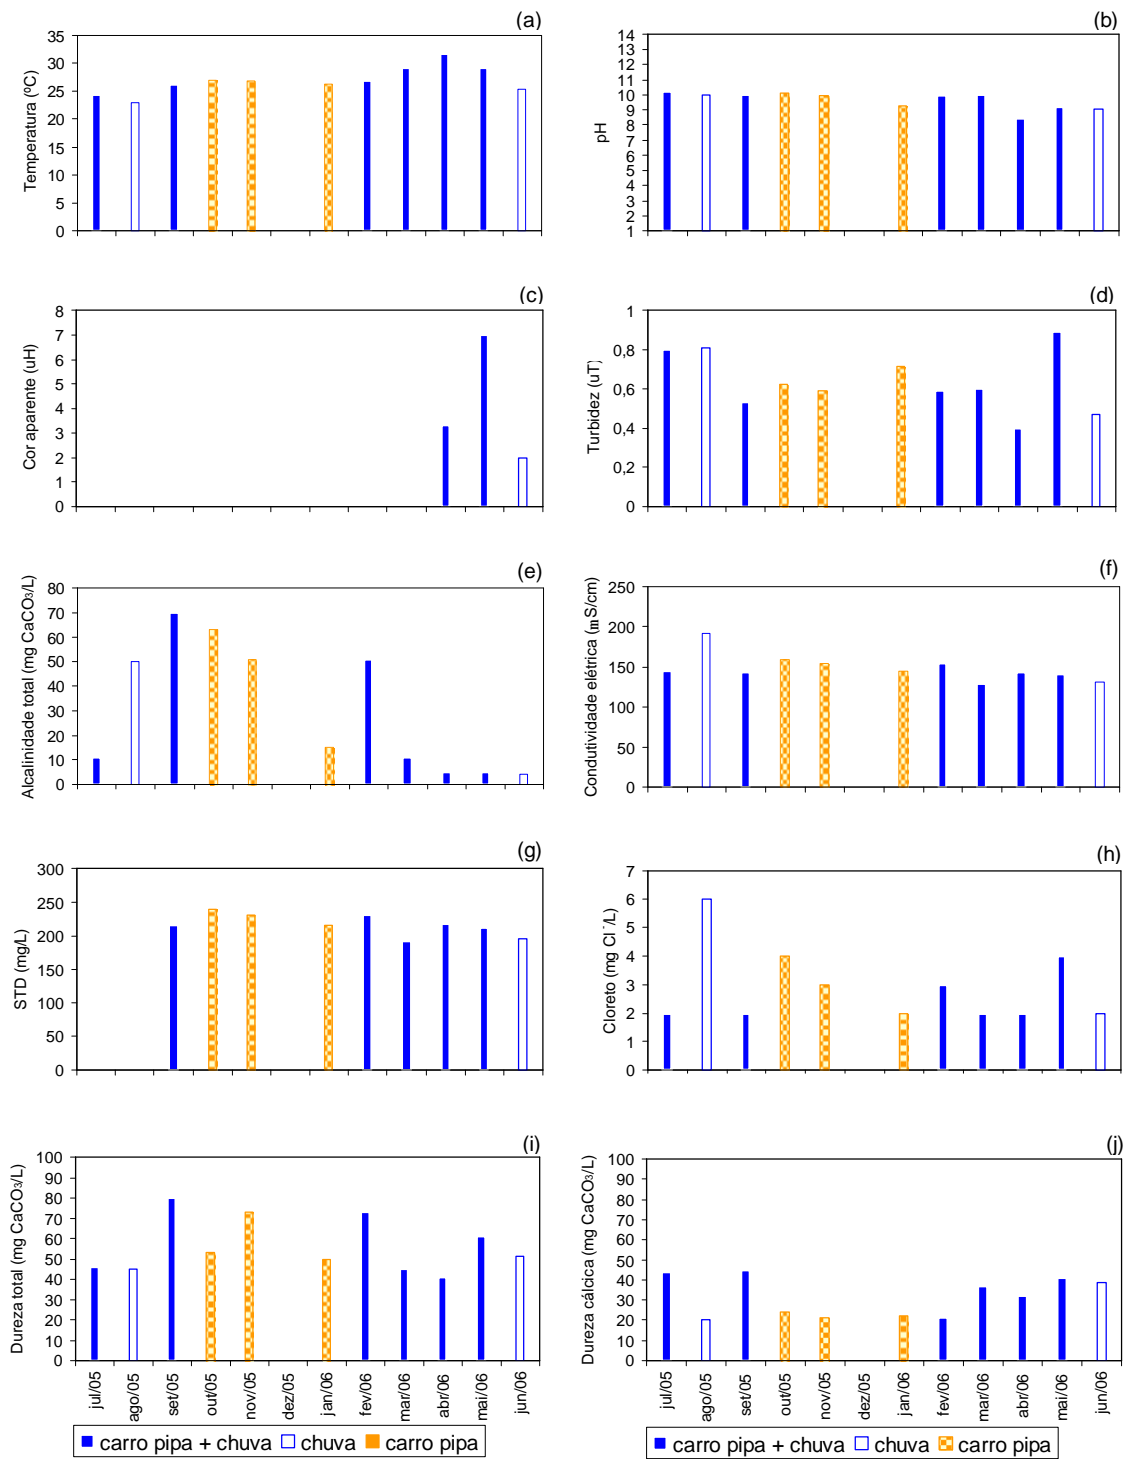 (a)
Temperatura (ºC)
35
30
25
20
15
10
5
0
(b)
pH
14
13
12
11
10
9
8
7
6
5
4
3
2
1
(c)
Cor aparente (uH)
8
7
6
5
4
3
2
1
0
(d)
Turbidez (uT)
1
0,8
0,6
0,4
0,2
0
(e)
Alcalinidade total (mg CaCO3/L)
80
70
60
50
40
30
20
10
0
(f)
Condutividade elétrica (mS/cm)
250
200
150
100
50
0
(g)
STD (mg/L)
300
250
200
150
100
50
0
(h)
Cloreto (mg Cl-/L)
7
6
5
4
3
2
1
0
(i)
Dureza total (mg CaCO3/L)
100
90
80
70
60
50
40
30
20
10
0
jul/05
ago/05
set/05
out/05
nov/05
dez/05
jan/06
fev/06
mar/06
abr/06
mai/06
jun/06
carro pipa + chuva chuva carro pipa
(j)
Dureza cálcica (mg CaCO3/L)
100
90
80
70
60
50
40
30
20
10
0
jul/05
ago/05
set/05
out/05
nov/05
dez/05
jan/06
fev/06
mar/06
abr/06
mai/06
jun/06
carro pipa + chuva chuva carro pipa